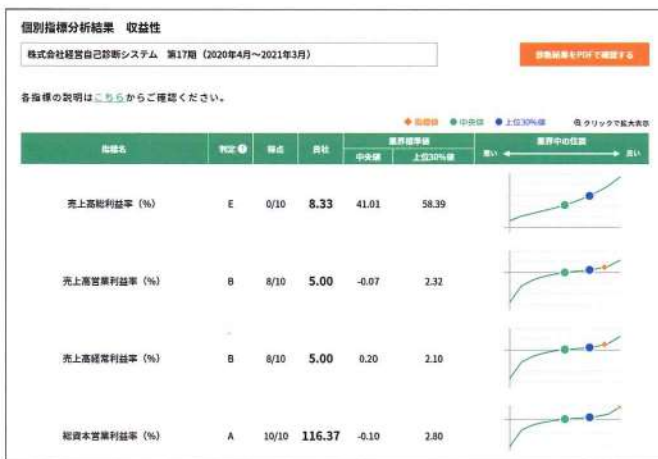 個別指標分析結果 収益性
株式会社経営自己診断システム 第17期（2020年4月～2021年3月）
診断結果をPDFで確認する
各指標の説明はこちらからご確認ください。
◆指標値 ●中央値 ●上位30%値 クリックで拡大表示
指標名 判定 得点 自社 業界標準値 業界中の位置
中央値 上位30%値 悪い 良い
売上高総利益率（%） E 0/10 8.33 41.01 58.39
売上高営業利益率（%） B 8/10 5.00 -0.07 2.32
売上高経常利益率（%） B 8/10 5.00 0.20 2.10
総資本営業利益率（%） A 10/10 116.37 -0.10 2.80